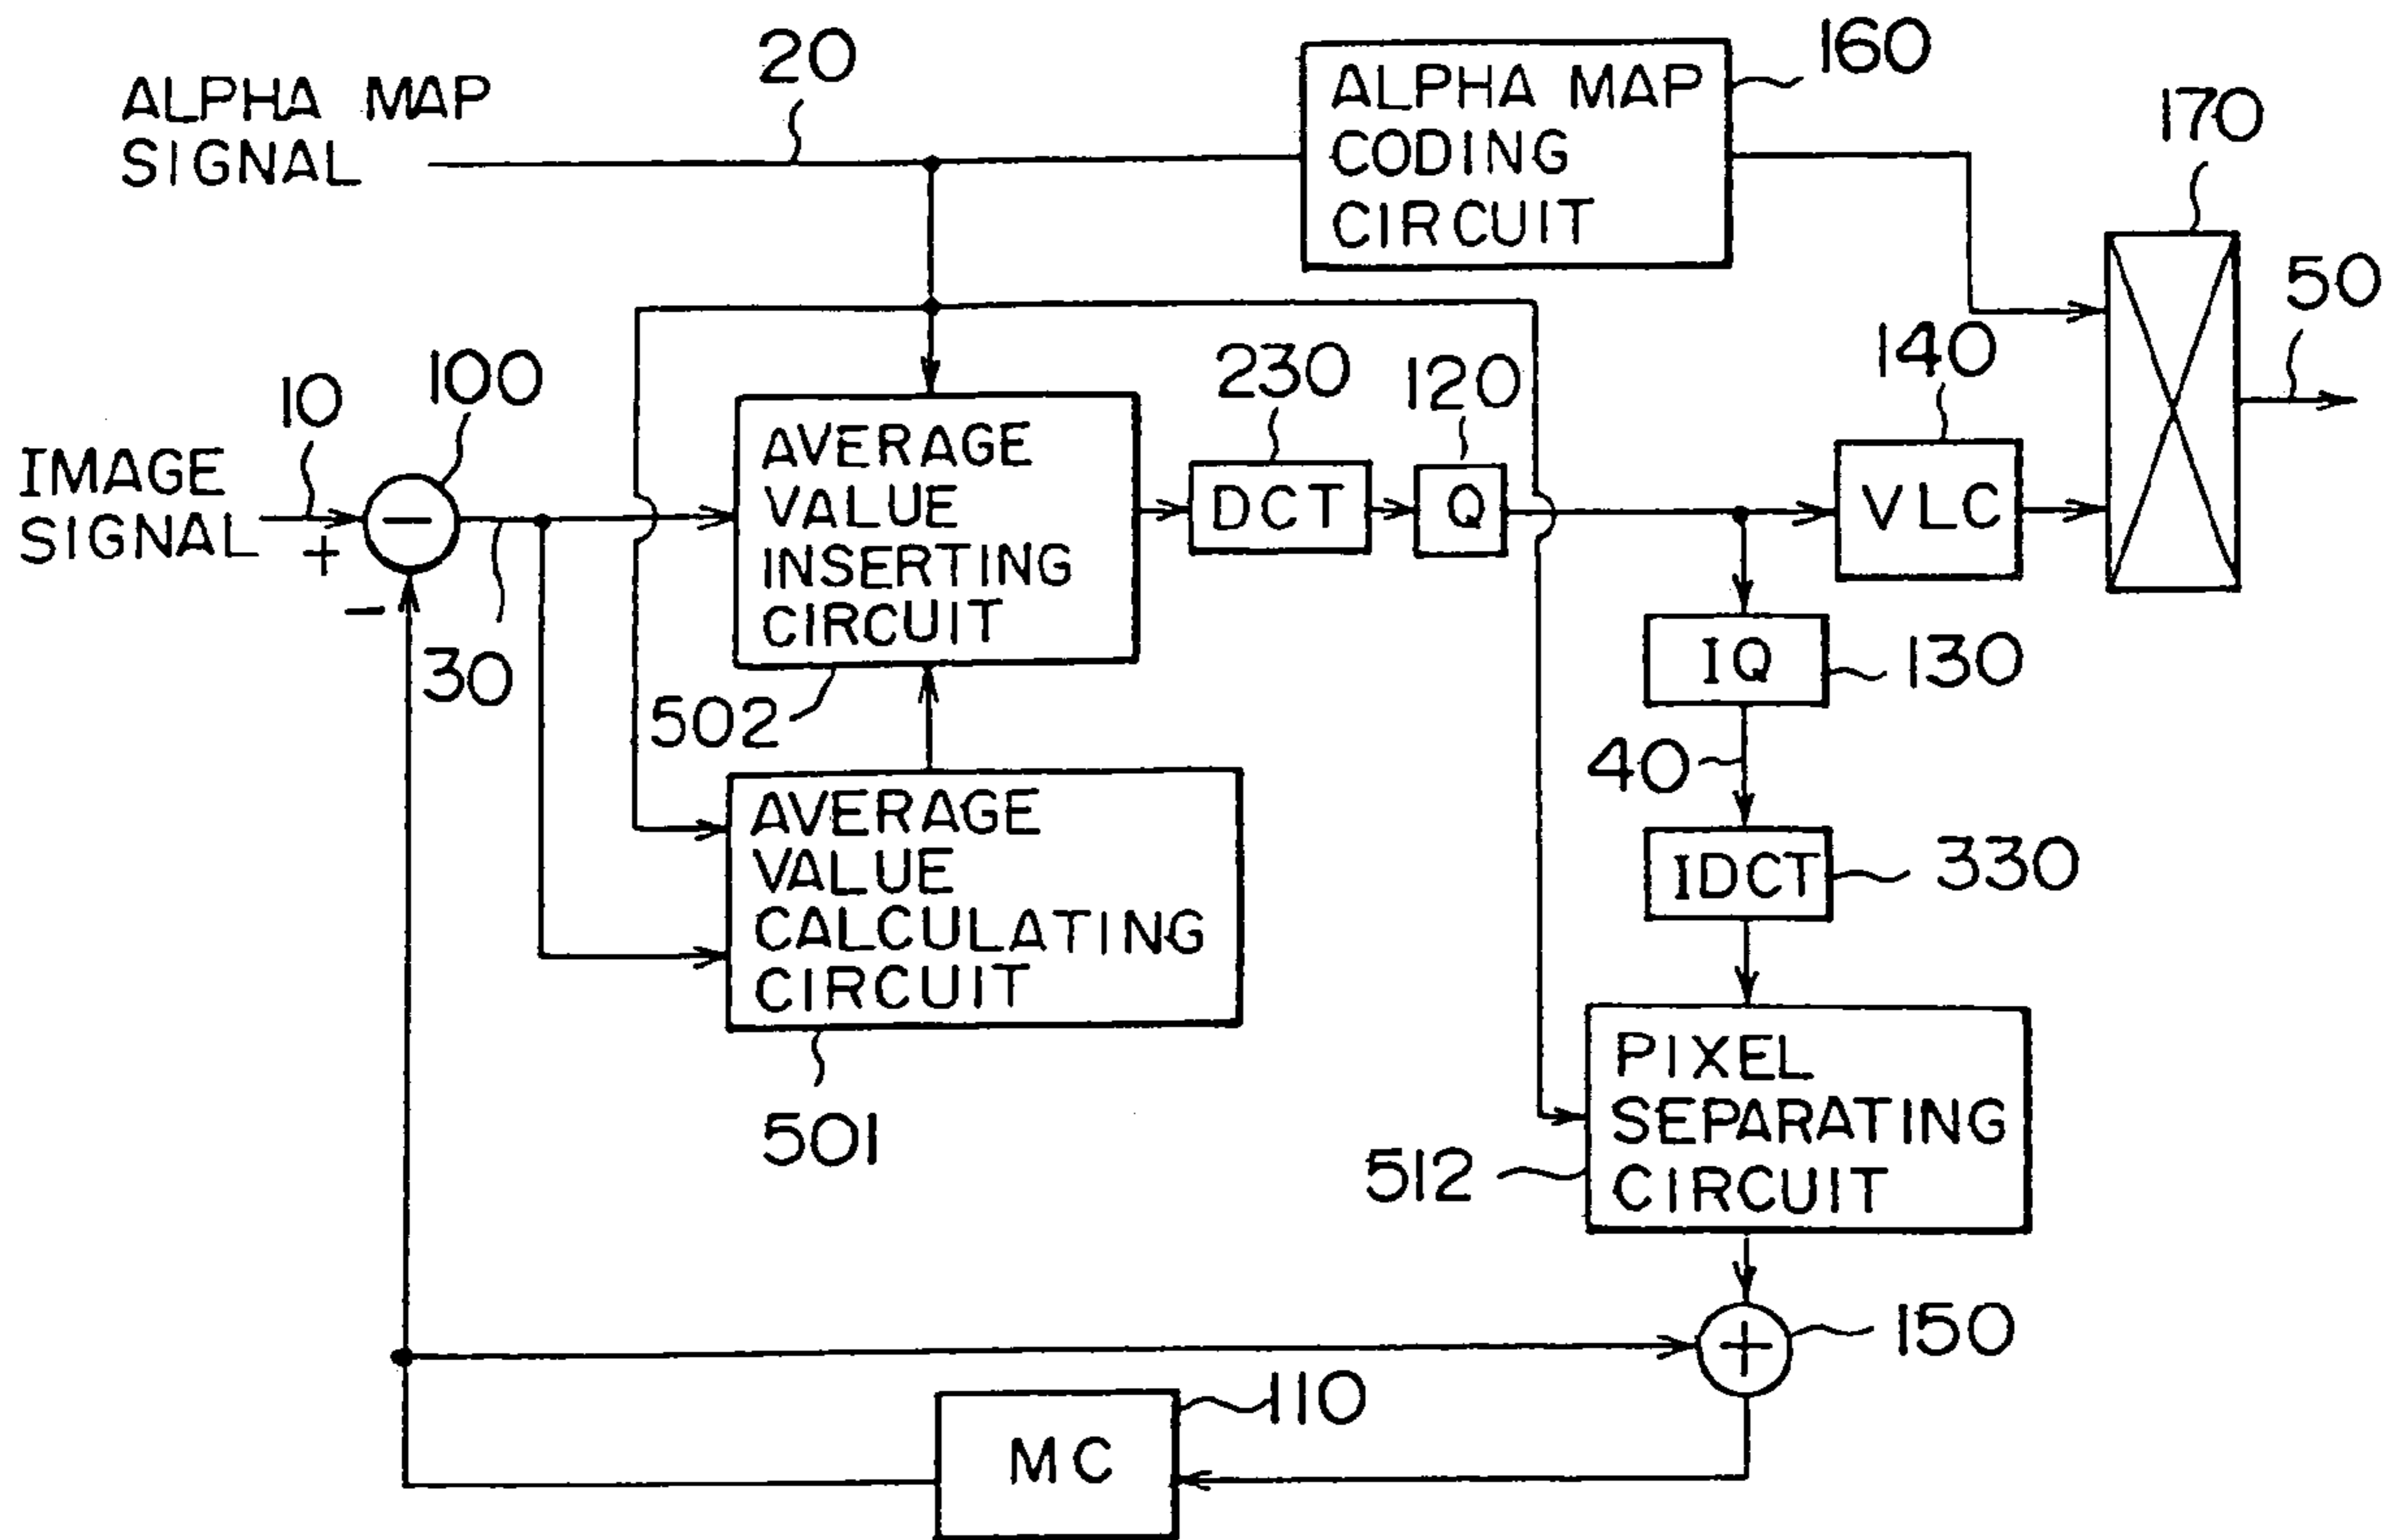 ALPHA MAP
SIGNAL
20
ALPHA MAP
CODING
CIRCUIT
160
170
50
IMAGE
SIGNAL
10
+
−
100
−
30
AVERAGE
VALUE
INSERTING
CIRCUIT
502
230
DCT
120
Q
140
VLC
IQ
130
40
IDCT
330
AVERAGE
VALUE
CALCULATING
CIRCUIT
501
PIXEL
SEPARATING
CIRCUIT
512
+
150
MC
110